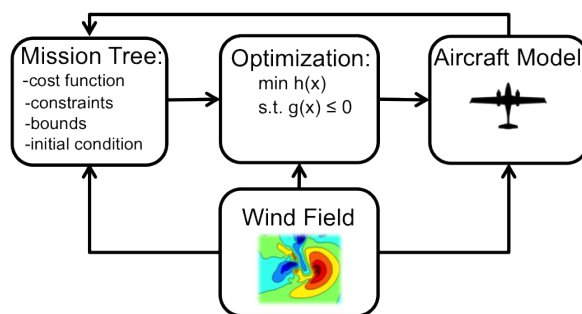 Mission Tree:
-cost function
-constraints
-bounds
-initial condition
Optimization:
min h(x)
s.t. g(x) ≤ 0
Aircraft Model
Wind Field